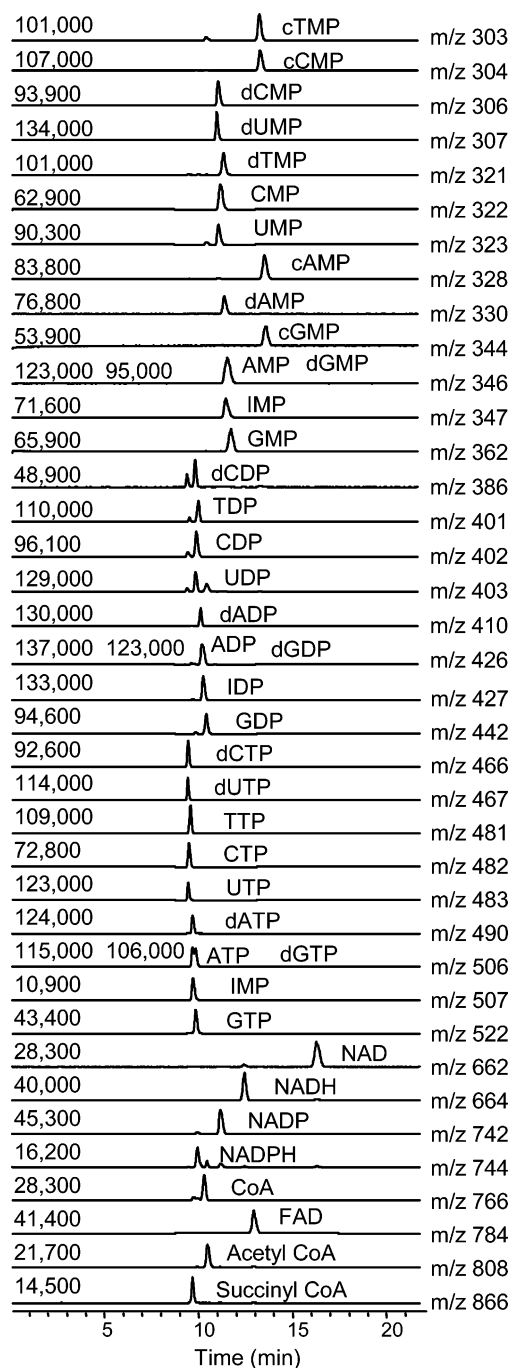 101,000 cTMP m/z 303
107,000 cCMP m/z 304
93,900 dCMP m/z 306
134,000 dUMP m/z 307
101,000 dTMP m/z 321
62,900 CMP m/z 322
90,300 UMP m/z 323
83,800 cAMP m/z 328
76,800 dAMP m/z 330
53,900 cGMP m/z 344
123,000 95,000 AMP dGMP m/z 346
71,600 IMP m/z 347
65,900 GMP m/z 362
48,900 dCDP m/z 386
110,000 TDP m/z 401
96,100 CDP m/z 402
129,000 UDP m/z 403
130,000 dADP m/z 410
137,000 123,000 ADP dGDP m/z 426
133,000 IDP m/z 427
94,600 GDP m/z 442
92,600 dCTP m/z 466
114,000 dUTP m/z 467
109,000 TTP m/z 481
72,800 CTP m/z 482
123,000 UTP m/z 483
124,000 dATP m/z 490
115,000 106,000 ATP dGTP m/z 506
10,900 IMP m/z 507
43,400 GTP m/z 522
28,300 NAD m/z 662
40,000 NADH m/z 664
45,300 NADP m/z 742
16,200 NADPH m/z 744
28,300 CoA m/z 766
41,400 FAD m/z 784
21,700 Acetyl CoA m/z 808
14,500 Succinyl CoA m/z 866
5 10 15 20
Time (min)